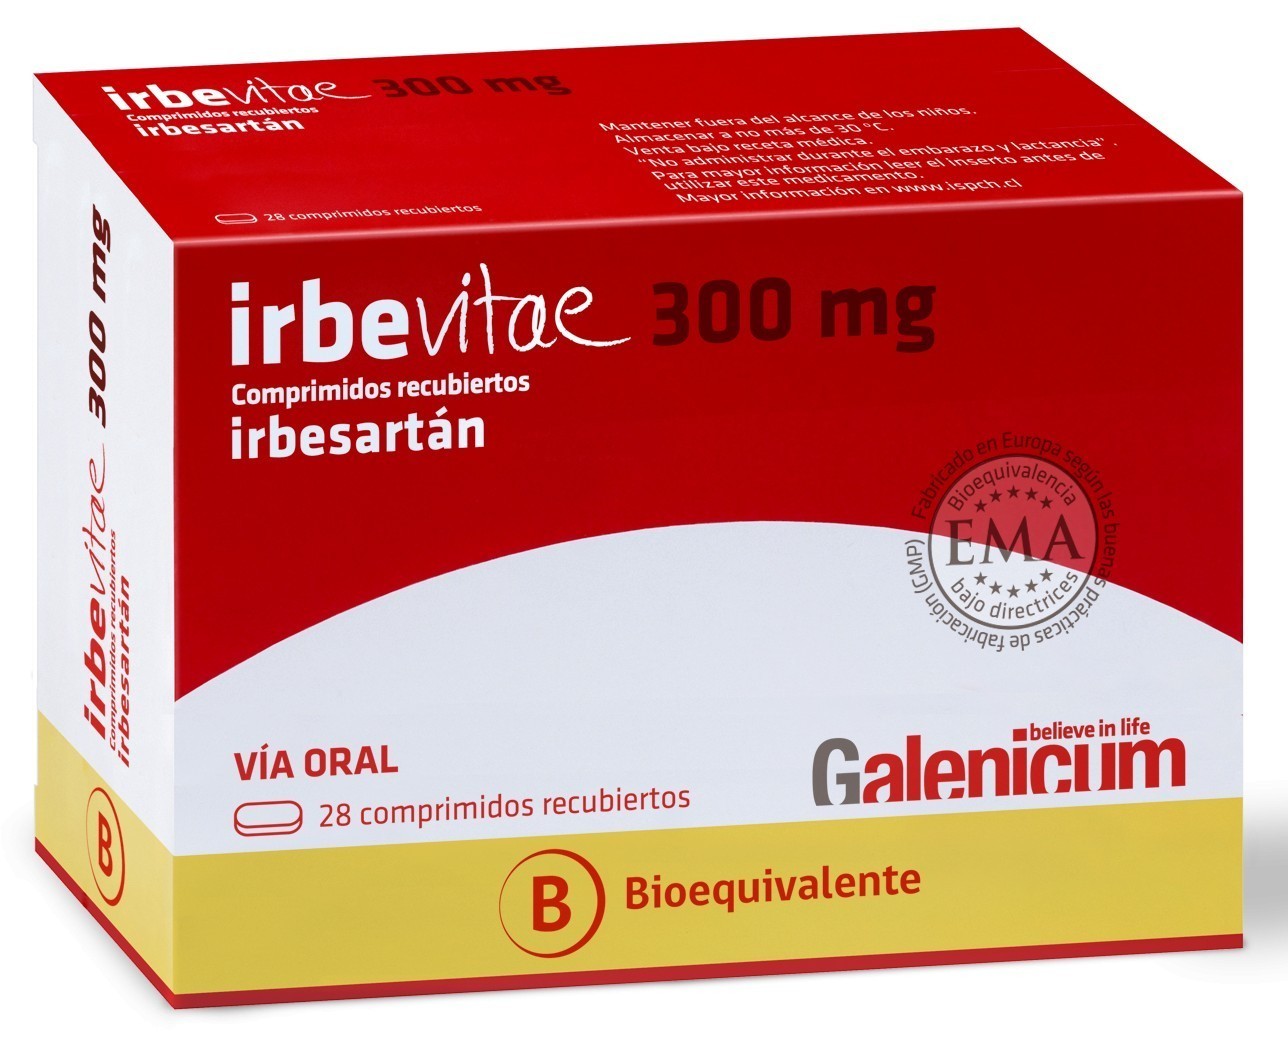 irbevitae 300 mg
Comprimidos recubiertos
irbesartán
28 comprimidos recubiertos
Mantener fuera del alcance de los niños.
Almacenar a no más de 30 °C.
Venta bajo receta médica.
"No administrar durante el embarazo y lactancia".
Para mayor información leer el inserto antes de
utilizar este medicamento.
Mayor información en www.ispch.cl
irbevitae 300 mg
Comprimidos recubiertos
irbesartán
irbevitae 300 mg
Comprimidos recubiertos
irbesartán
Fabricado en Europa según las buenas prácticas de fabricación (GMP)
Bioequivalencia
EMA
bajo directrices
VÍA ORAL
28 comprimidos recubiertos
believe in life
Galenicum
B
B Bioequivalente